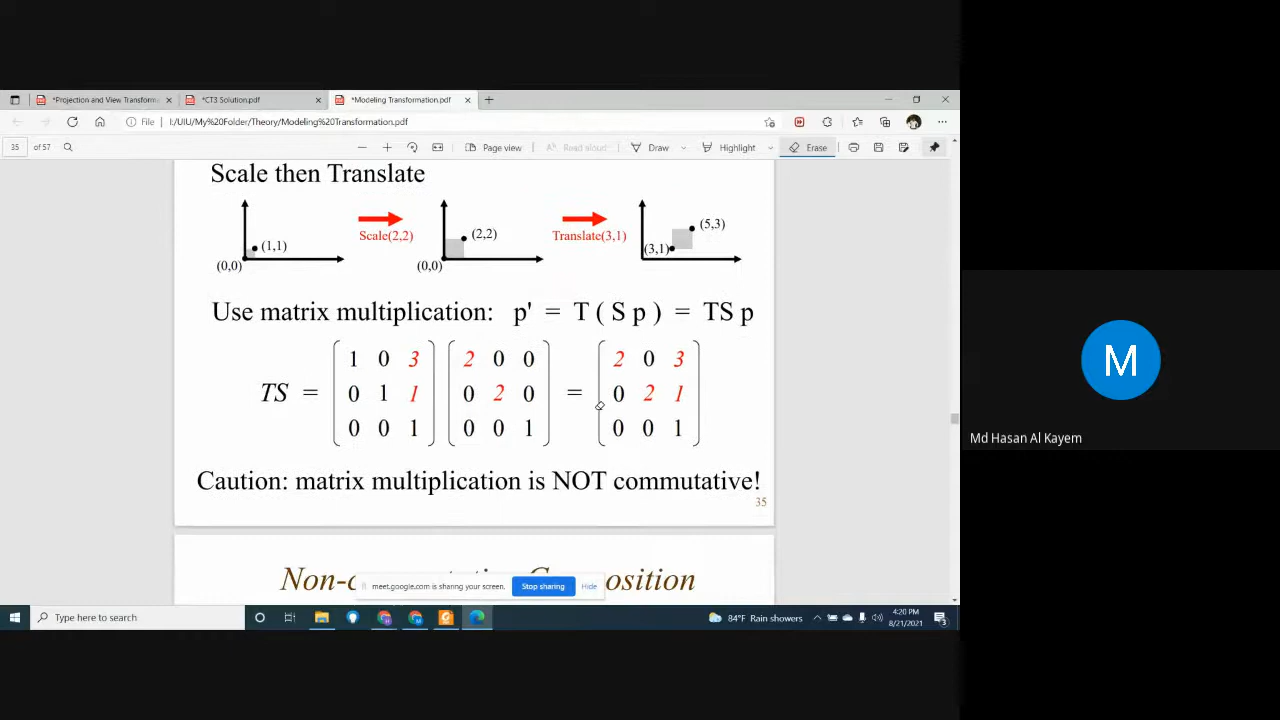 *Projection and View Transforma
*CT3 Solution.pdf
*Modeling Transformation.pdf
File
I:/UIU/My%20Folder/Theory/Modeling%20Transformation.pdf
35 of 57
Page view
Read aloud
Draw
Highlight
Erase
Scale then Translate
(1,1)
(0,0)
Scale(2,2)
(2,2)
(0,0)
Translate(3,1)
(5,3)
(3,1)
Use matrix multiplication: p' = T ( S p ) = TS p
1 0 3 2 0 0 2 0 3
TS = 0 1 1 0 2 0 = 0 2 1
0 0 1 0 0 1 0 0 1
Caution: matrix multiplication is NOT commutative!
35
meet.google.com is sharing your screen.
Stop sharing
Hide
Type here to search
84°F Rain showers
4:20 PM
8/21/2021
3
M
Md Hasan Al Kayem